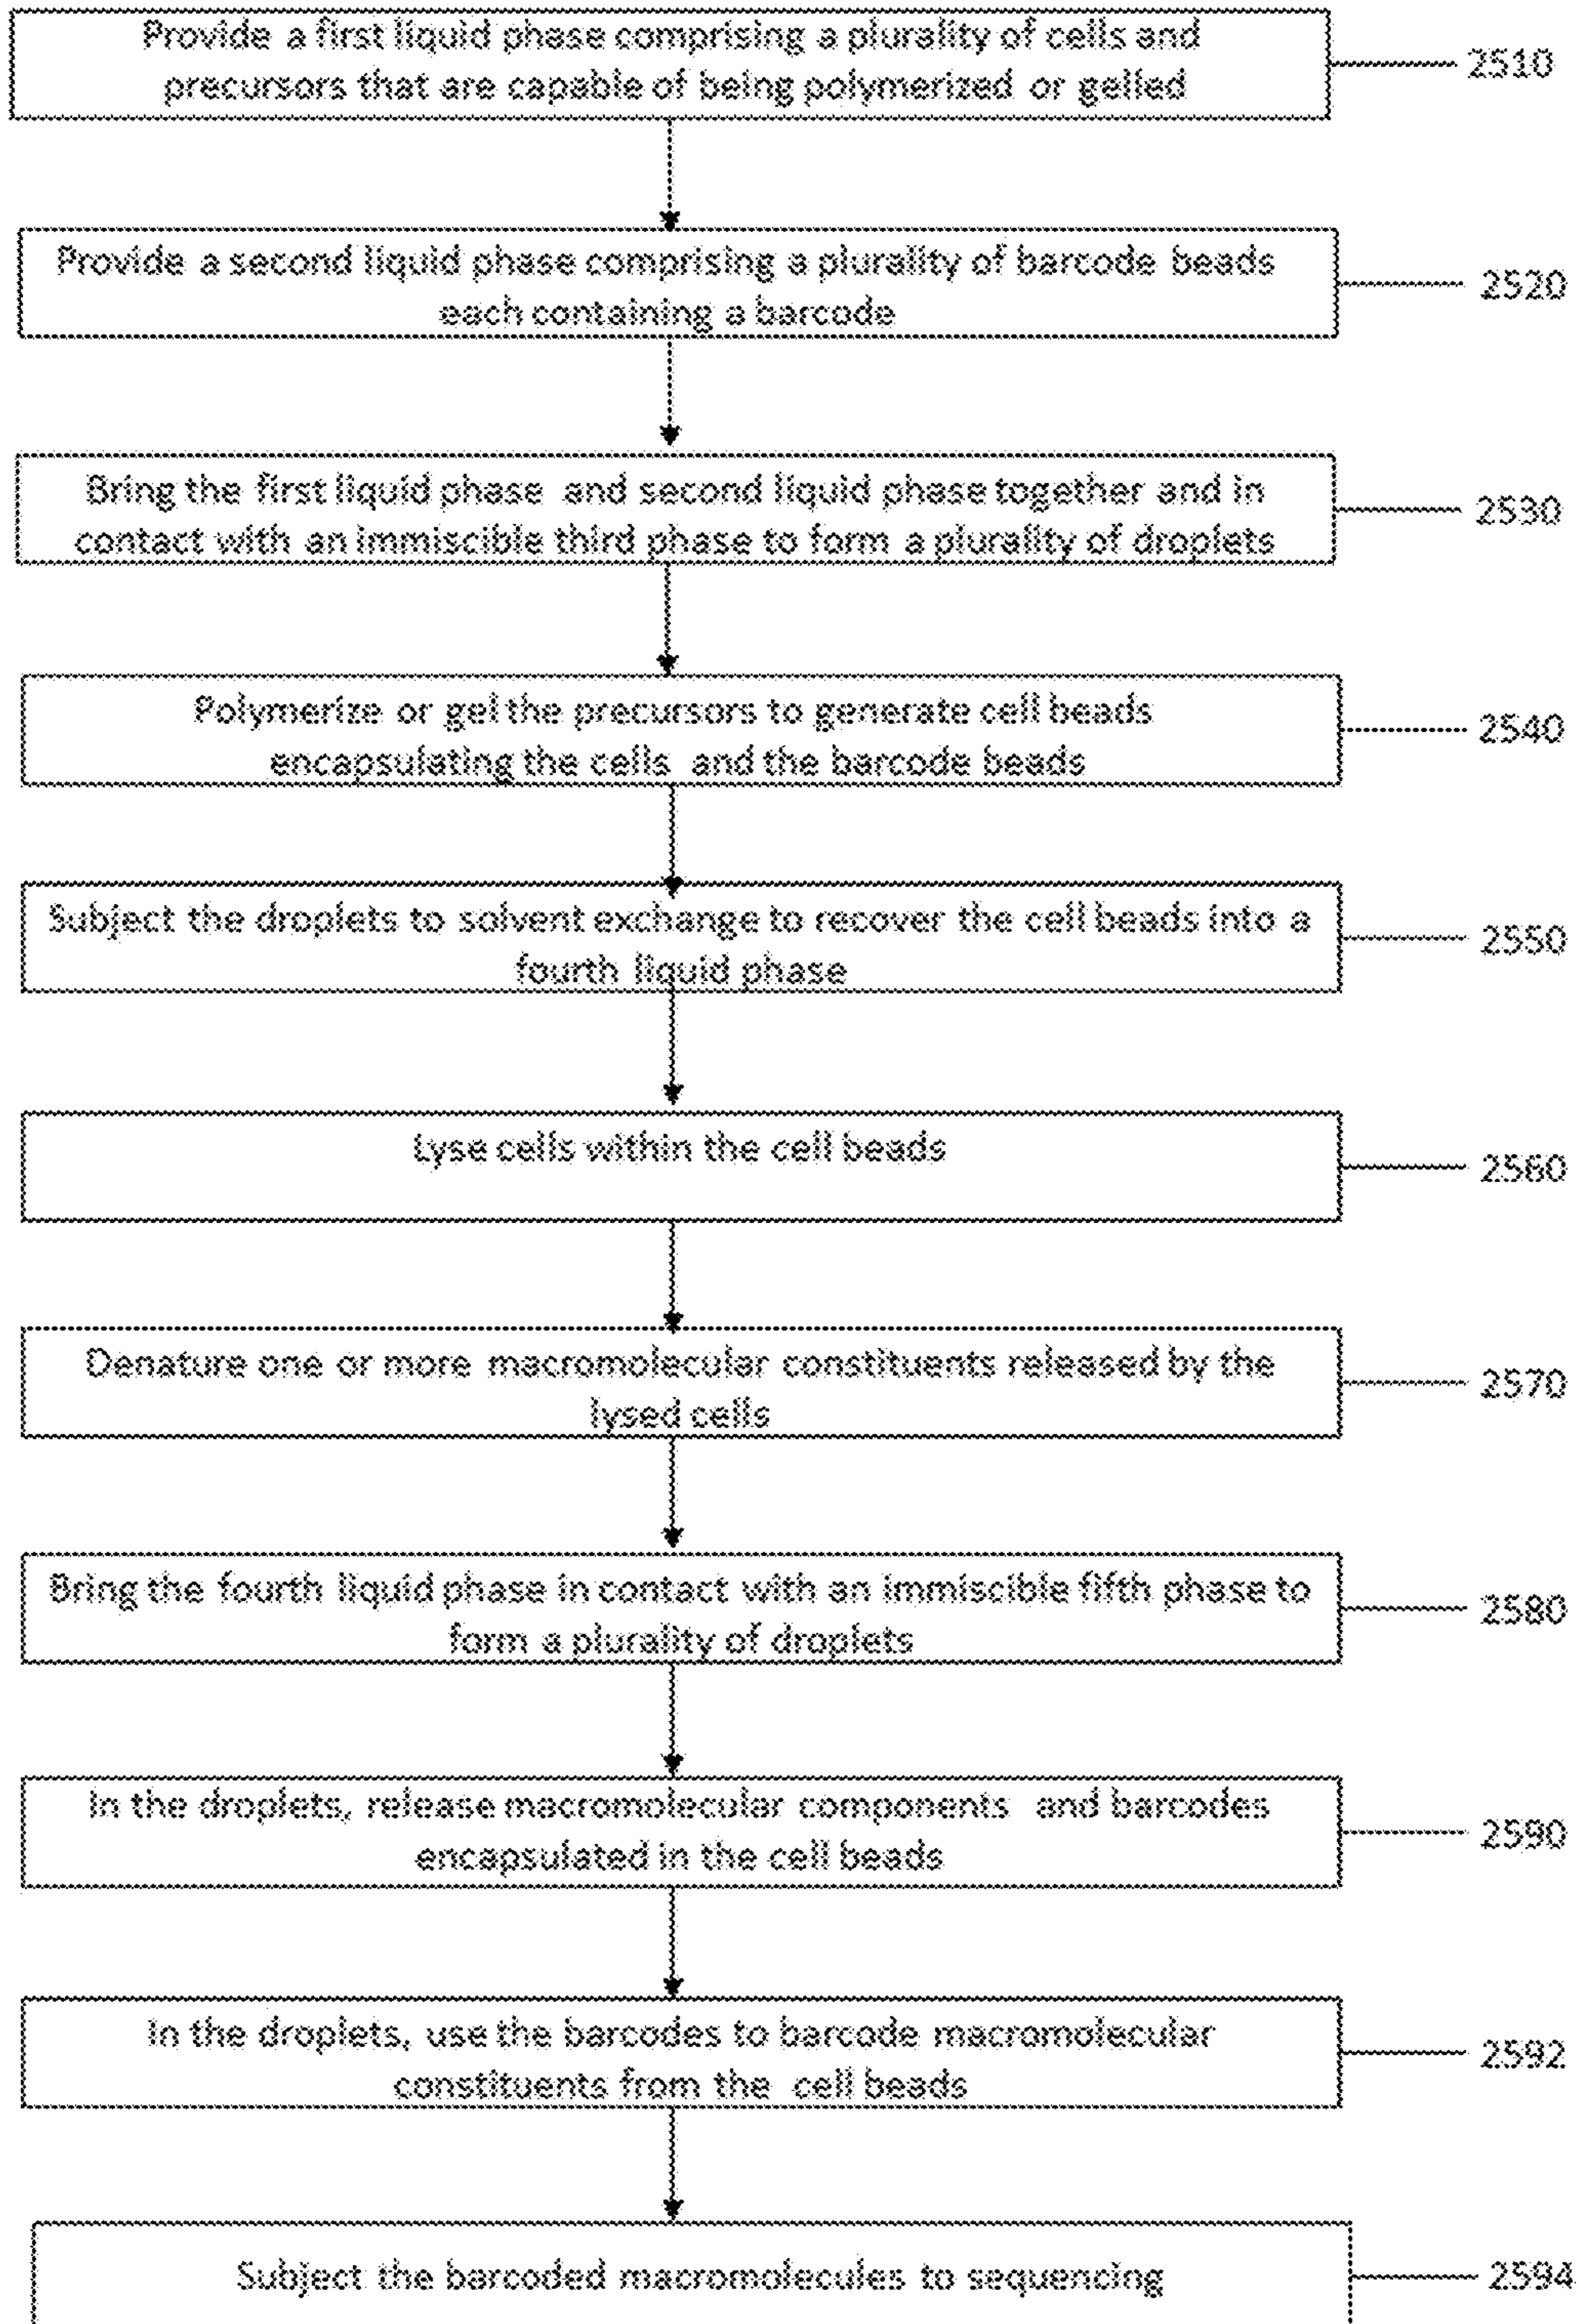 Provide a first liquid phase comprising a plurality of cells and
precursors that are capable of being polymerized or gelled
2510
Provide a second liquid phase comprising a plurality of barcode beads
each containing a barcode
2520
Bring the first liquid phase and second liquid phase together and in
contact with an immiscible third phase to form a plurality of droplets
2530
Polymerize or gel the precursors to generate cell beads
encapsulating the cells and the barcode beads
2540
Subject the droplets to solvent exchange to recover the cell beads into a
fourth liquid phase
2550
Lyse cells within the cell beads
2560
Denature one or more macromolecular constituents released by the
lysed cells
2570
Bring the fourth liquid phase in contact with an immiscible fifth phase to
form a plurality of droplets
2580
In the droplets, release macromolecular components and barcodes
encapsulated in the cell beads
2590
In the droplets, use the barcodes to barcode macromolecular
constituents from the cell beads
2592
Subject the barcoded macromolecules to sequencing
2594